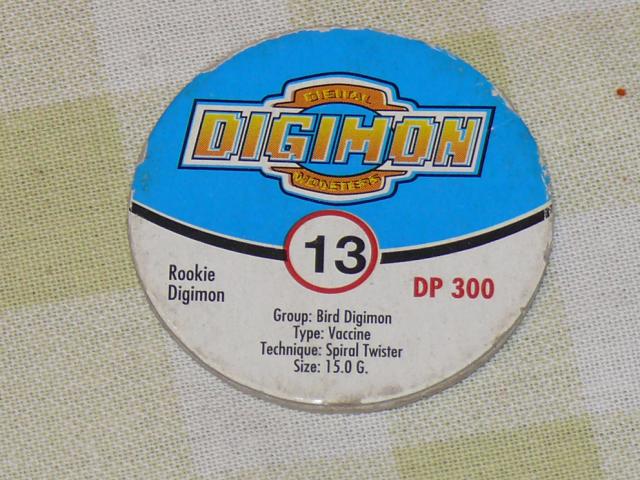 DIGITAL
DIGIMON
MONSTERS
13
Rookie
Digimon
DP 300
Group: Bird Digimon
Type: Vaccine
Technique: Spiral Twister
Size: 15.0 G.